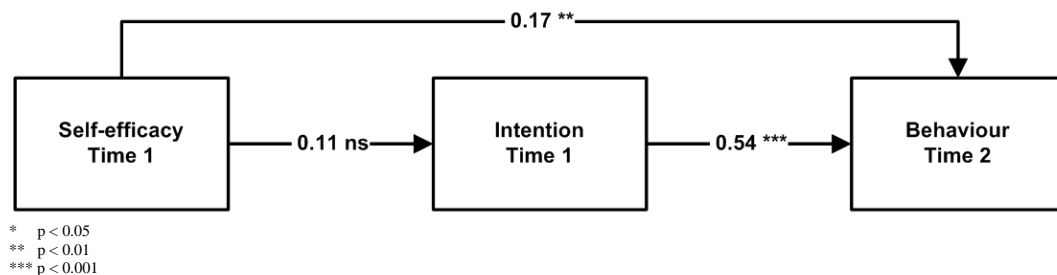 0.17 **
Self-efficacy
Time 1
0.11 ns
Intention
Time 1
0.54 ***
Behaviour
Time 2
* p < 0.05
** p < 0.01
*** p < 0.001